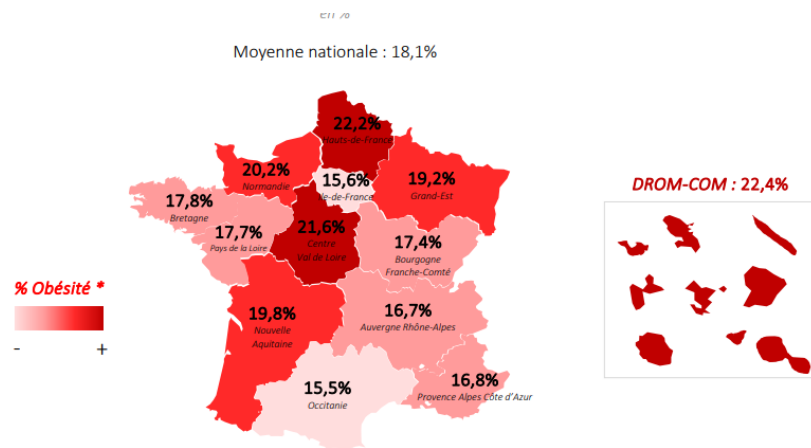 en %
Moyenne nationale : 18,1%
22,2%
Hauts-de-France
20,2%
Normandie
15,6%
Ile-de-France
19,2%
Grand-Est
17,8%
Bretagne
17,7%
Pays de la Loire
21,6%
Centre
Val de Loire
17,4%
Bourgogne
Franche-Comté
DROM-COM : 22,4%
% Obésité *
- +
19,8%
Nouvelle
Aquitaine
16,7%
Auvergne Rhône-Alpes
15,5%
Occitanie
16,8%
Provence Alpes Côte d'Azur